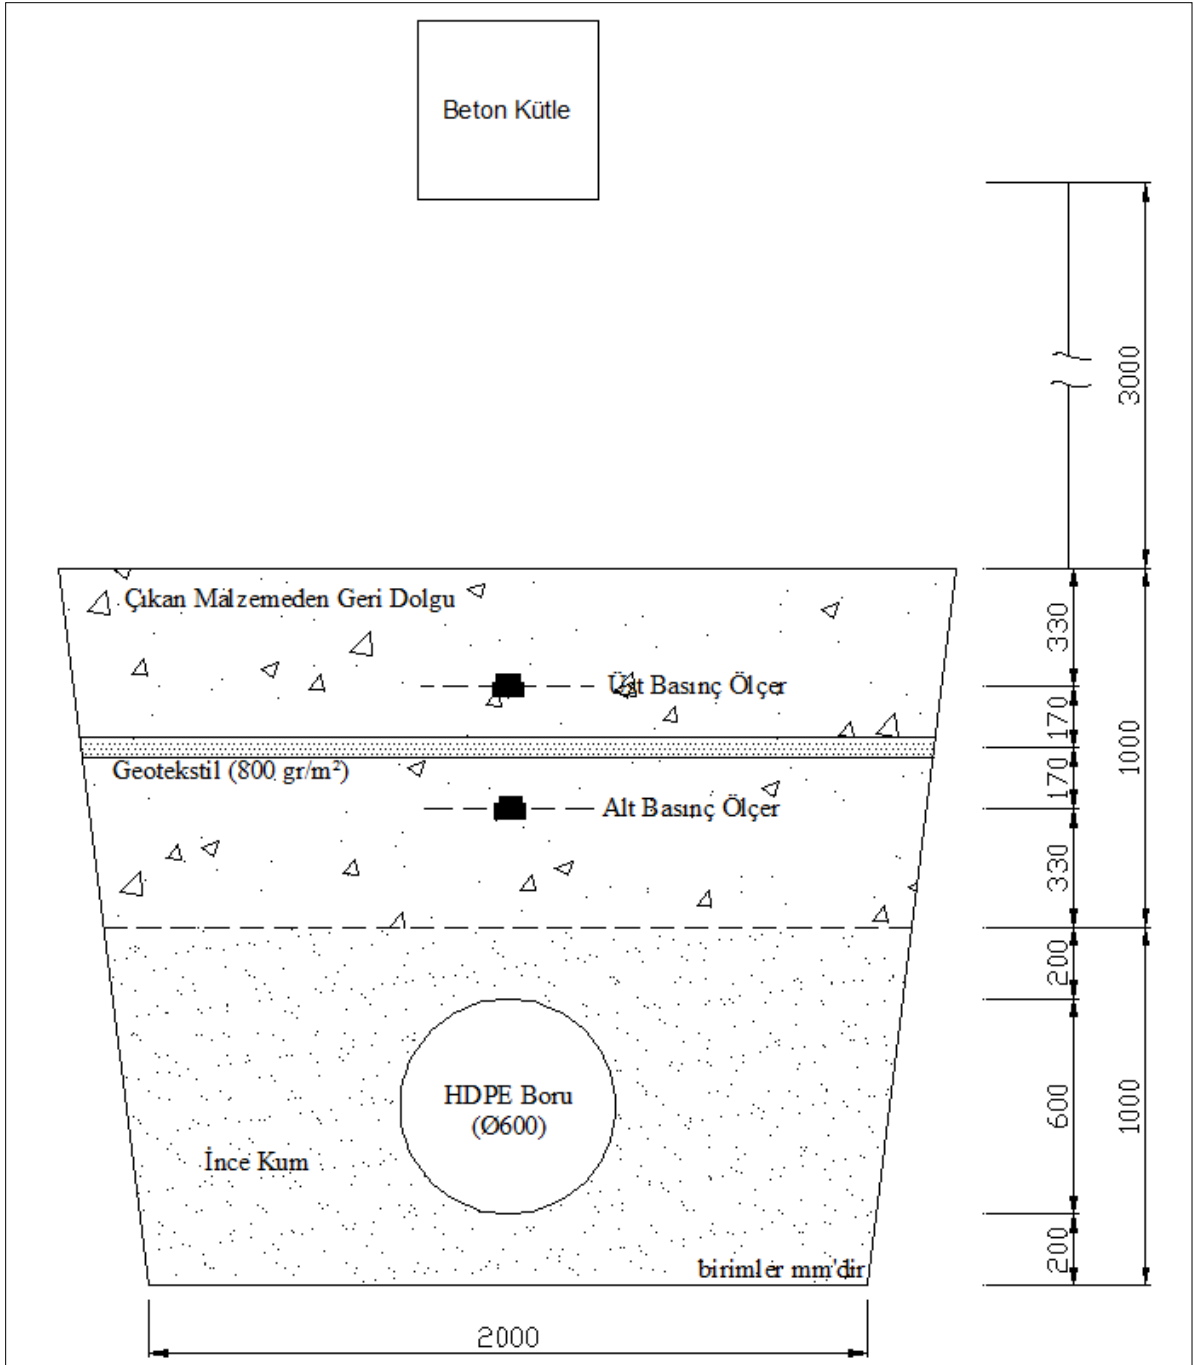 Beton Kütle
3000
Çıkan Malzemeden Geri Dolgu
330
Üst Basınç Ölçer
170
1000
Geotekstil (800 gr/m²)
170
Alt Basınç Ölçer
330
200
HDPE Boru
(Ø600)
600
1000
İnce Kum
200
birimler mm'dir
2000